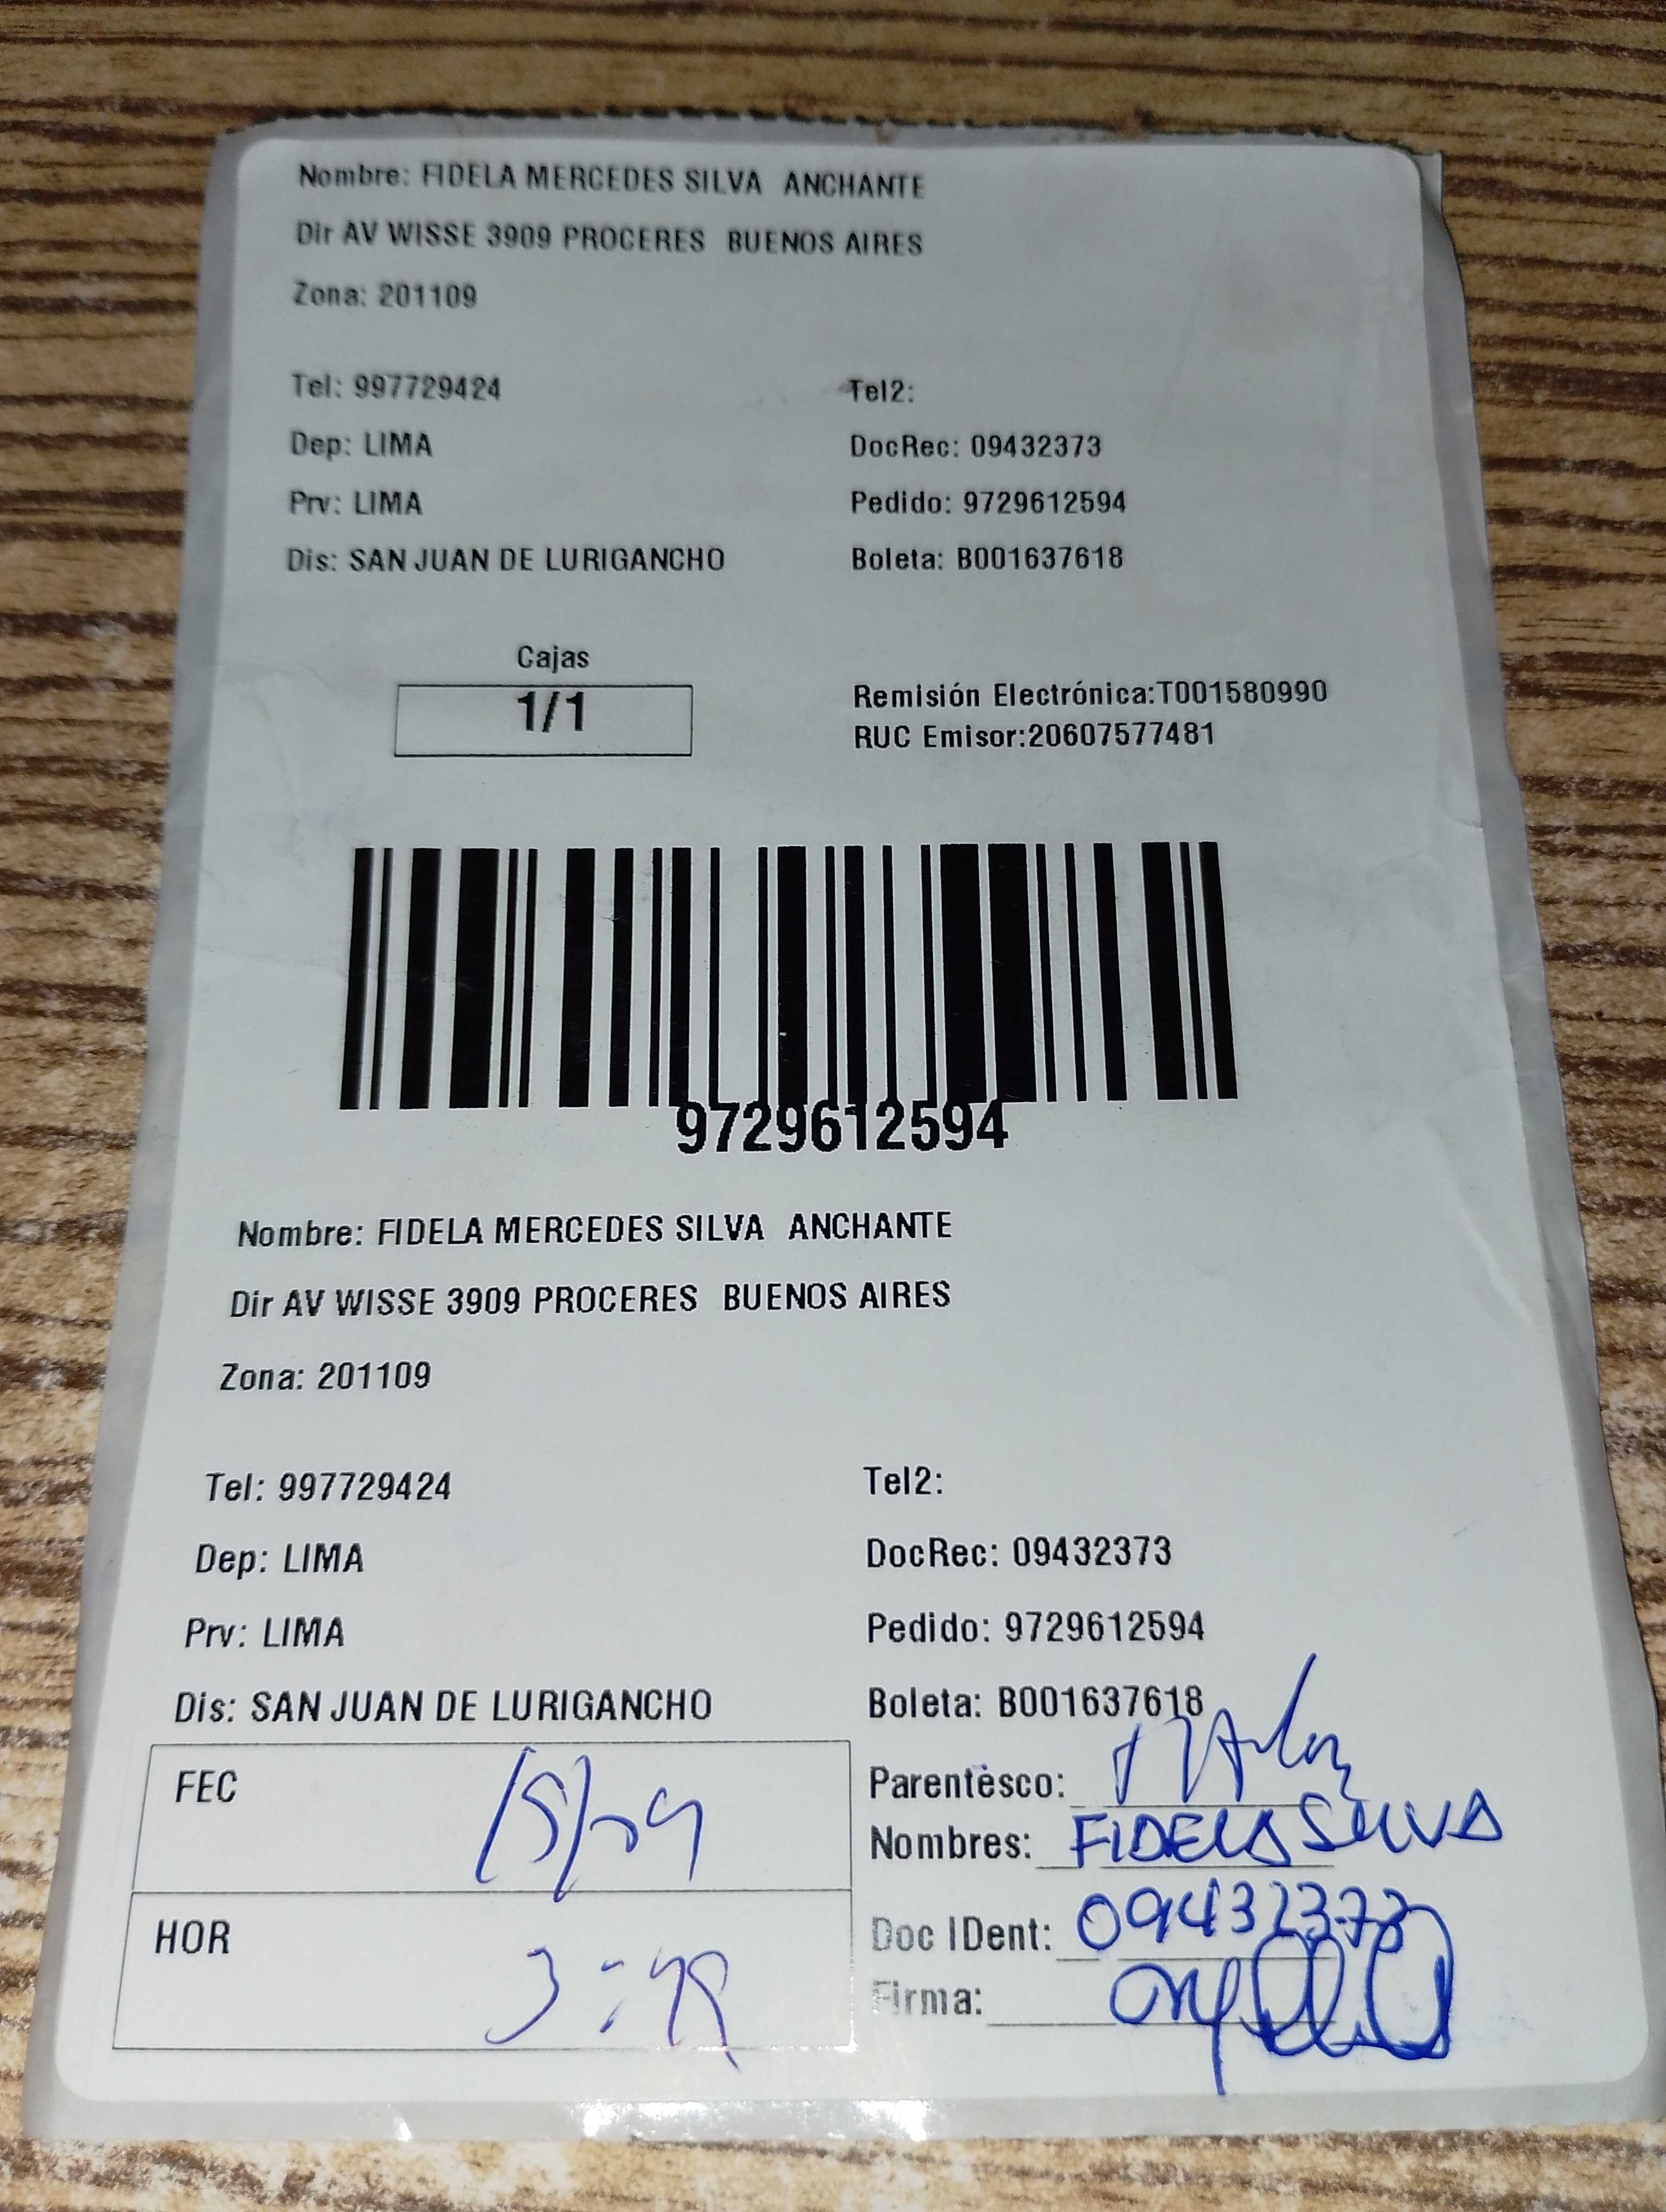 Nombre: FIDELA MERCEDES SILVA ANCHANTE
Dir AV WISSE 3909 PROCERES BUENOS AIRES
Zona: 201109
Tel: 997729424 Tel2:
Dep: LIMA DocRec: 09432373
Prv: LIMA Pedido: 9729612594
Dis: SAN JUAN DE LURIGANCHO Boleta: B001637618
Cajas
1/1
Remisión Electrónica:T001580990
RUC Emisor:20607577481
9729612594
Nombre: FIDELA MERCEDES SILVA ANCHANTE
Dir AV WISSE 3909 PROCERES BUENOS AIRES
Zona: 201109
Tel: 997729424 Tel2:
Dep: LIMA DocRec: 09432373
Prv: LIMA Pedido: 9729612594
Dis: SAN JUAN DE LURIGANCHO Boleta: B001637618
FEC
HOR
Parentesco:
Nombres: FIDELA SILVA
Doc IDent: 09432373
Firma: